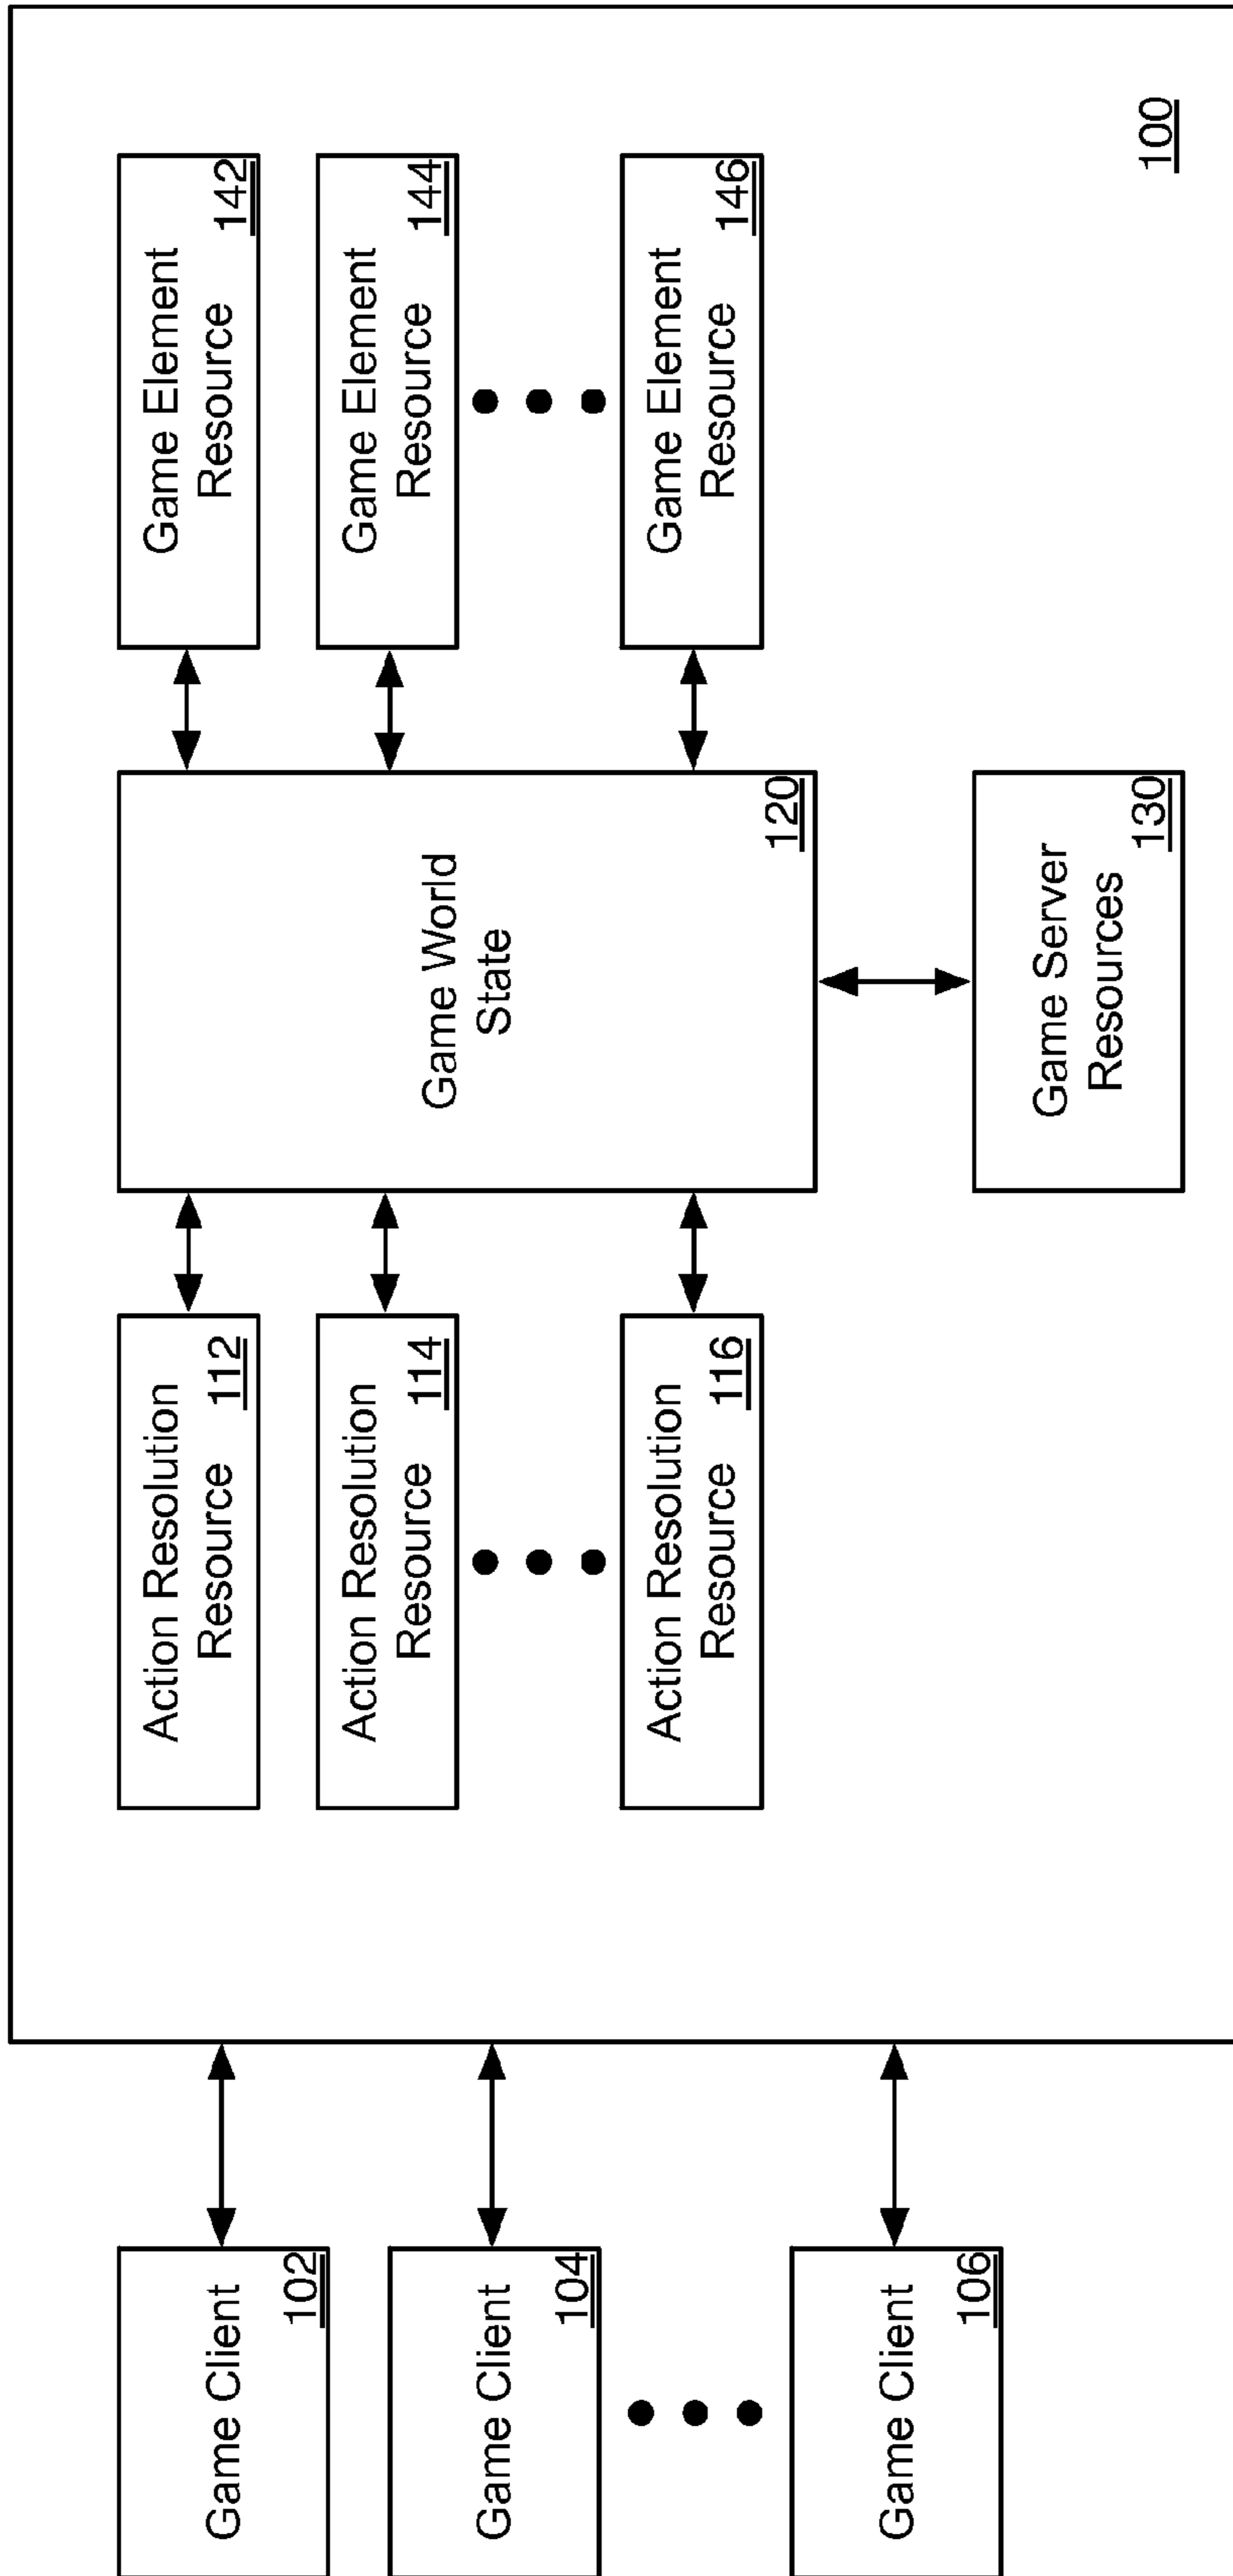 Game Client
102
Game Client
104
Game Client
106
Action Resolution
Resource 112
Action Resolution
Resource 114
Action Resolution
Resource 116
Game World
State
120
Game Server
Resources
130
Game Element
Resource
142
Game Element
Resource
144
Game Element
Resource
146
100